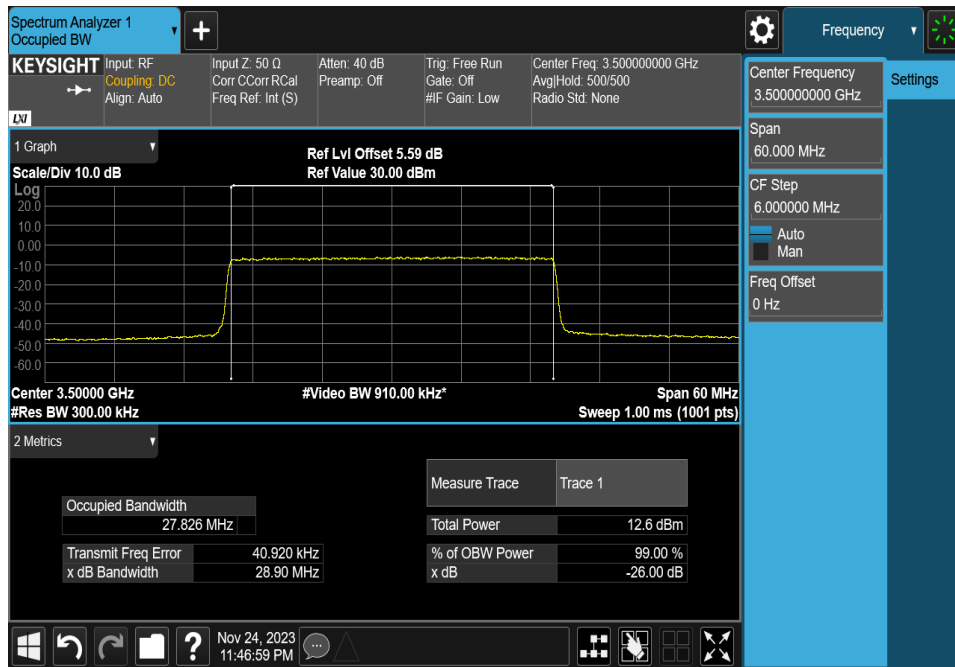 Spectrum Analyzer 1
Occupied BW
+
Frequency
KEYSIGHT
LXI
Input: RF
Coupling: DC
Align: Auto
Input Z: 50 Ω
Corr CCorr RCal
Freq Ref: Int (S)
Atten: 40 dB
Preamp: Off
Trig: Free Run
Gate: Off
#IF Gain: Low
Center Freq: 3.500000000 GHz
Avg|Hold: 500/500
Radio Std: None
Center Frequency
3.500000000 GHz
Settings
Span
60.000 MHz
CF Step
6.000000 MHz
Auto
Man
Freq Offset
0 Hz
1 Graph
Scale/Div 10.0 dB
Ref Lvl Offset 5.59 dB
Ref Value 30.00 dBm
Log
20.0
10.0
0.00
-10.0
-20.0
-30.0
-40.0
-50.0
-60.0
Center 3.50000 GHz
#Video BW 910.00 kHz*
Span 60 MHz
#Res BW 300.00 kHz
Sweep 1.00 ms (1001 pts)
2 Metrics
Measure Trace
Trace 1
Occupied Bandwidth
27.826 MHz
Total Power
12.6 dBm
Transmit Freq Error
40.920 kHz
% of OBW Power
99.00 %
x dB Bandwidth
28.90 MHz
x dB
-26.00 dB
?
Nov 24, 2023
11:46:59 PM